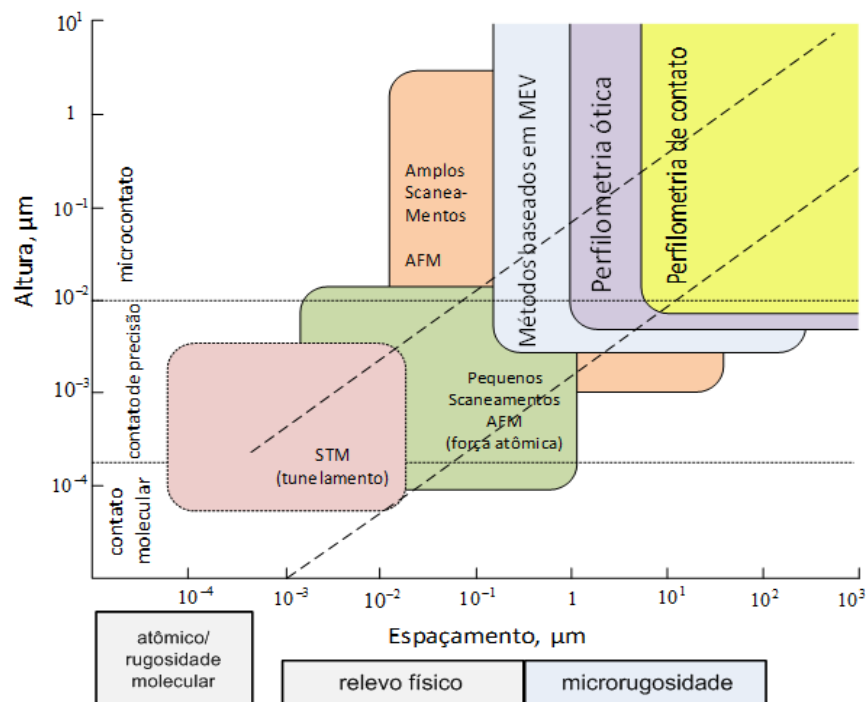 Altura, µm
10¹
1
10⁻¹
10⁻²
10⁻³
10⁻⁴
microcontato
contato de precisão
contato
molecular
Amplos
Scanea-
Mentos
AFM
Métodos baseados em MEV
Perfilometria ótica
Perfilometria de contato
Pequenos
Scaneamentos
AFM
(força atômica)
STM
(tunelamento)
10⁻⁴
10⁻³
10⁻²
10⁻¹
1
10¹
10²
10³
Espaçamento, µm
atômico/
rugosidade
molecular
relevo físico
microrugosidade